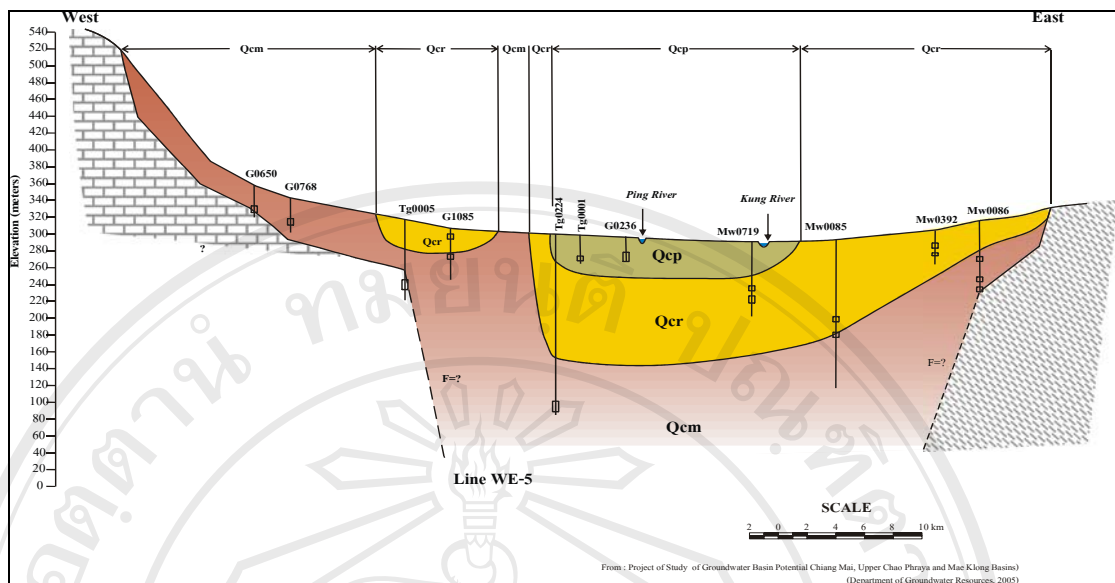 West East
Qcm Qcr Qcm Qcr Qcp Qcr
540
520
500
480
460
440
420
400
380
360
340
320
300
280
260
240
220
200
180
160
140
120
100
80
60
40
20
0
Elevation (meters)
G0650
G0768
Tg0005
G1085
Tg0224
Tg0001
G0236
Ping River
Kung River
Mw0719
Mw0085
Mw0392
Mw0086
?
Qcr
Qcp
Qcr
Qcm
F=?
F=?
Line WE-5
SCALE
2 0 2 4 6 8 10 km
From : Project of Study of Groundwater Basin Potential Chiang Mai, Upper Chao Phraya and Mae Klong Basins)
(Department of Groundwater Resources, 2005)